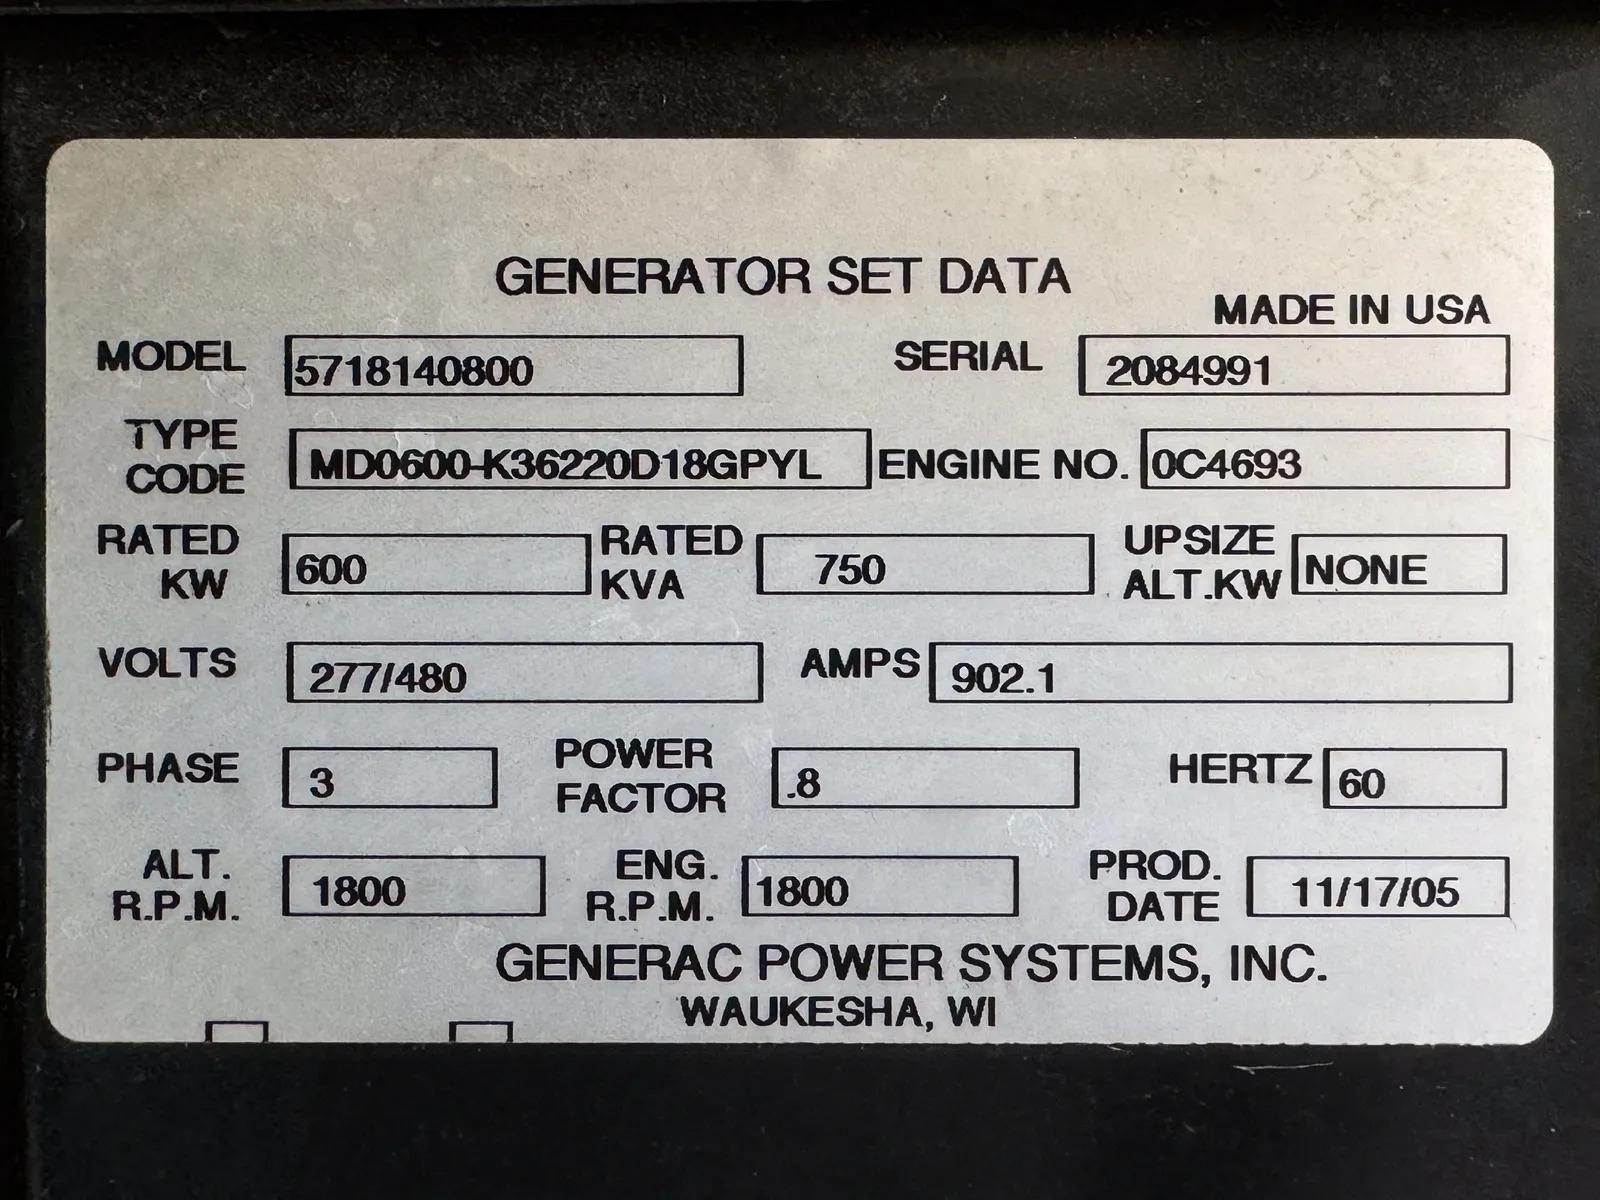 GENERATOR SET DATA
MADE IN USA
MODEL 5718140800 SERIAL 2084991
TYPE CODE MD0600-K36220D18GPYL ENGINE NO. 0C4693
RATED KW 600 RATED KVA 750 UPSIZE ALT.KW NONE
VOLTS 277/480 AMPS 902.1
PHASE 3 POWER FACTOR .8 HERTZ 60
ALT. R.P.M. 1800 ENG. R.P.M. 1800 PROD. DATE 11/17/05
GENERAC POWER SYSTEMS, INC.
WAUKESHA, WI